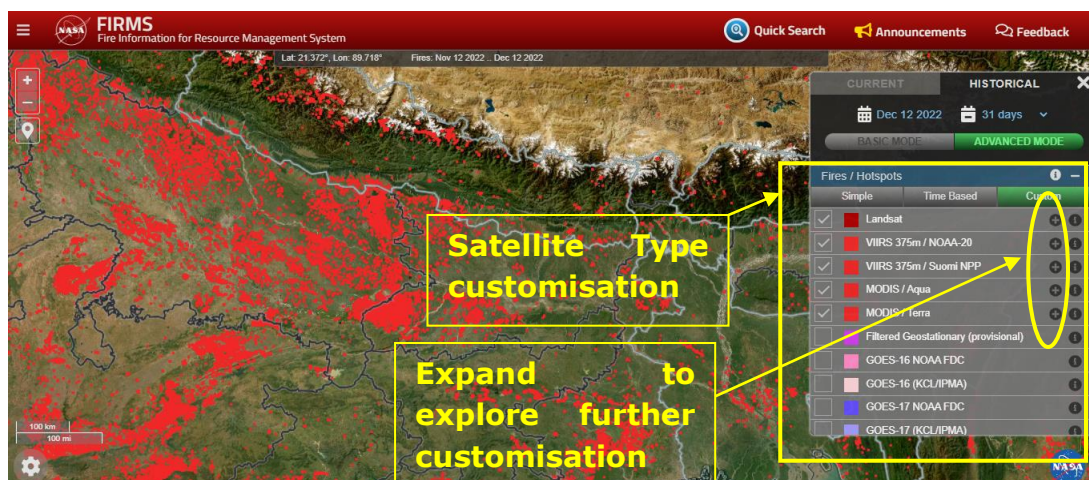 NASA
FIRMS
Fire Information for Resource Management System
Quick Search
Announcements
Feedback
Lat: 21.372°, Lon: 89.718° Fires: Nov 12 2022 .. Dec 12 2022
CURRENT HISTORICAL
Dec 12 2022 31 days
BASIC MODE ADVANCED MODE
Fires / Hotspots
Simple Time Based Custom
Landsat
VIIRS 375m / NOAA-20
VIIRS 375m / Suomi NPP
MODIS / Aqua
MODIS / Terra
Filtered Geostationary (provisional)
GOES-16 NOAA FDC
GOES-16 (KCL/IPMA)
GOES-17 NOAA FDC
GOES-17 (KCL/IPMA)
Satellite Type
customisation
Expand to
explore further
customisation
100 km
100 mi
NASA